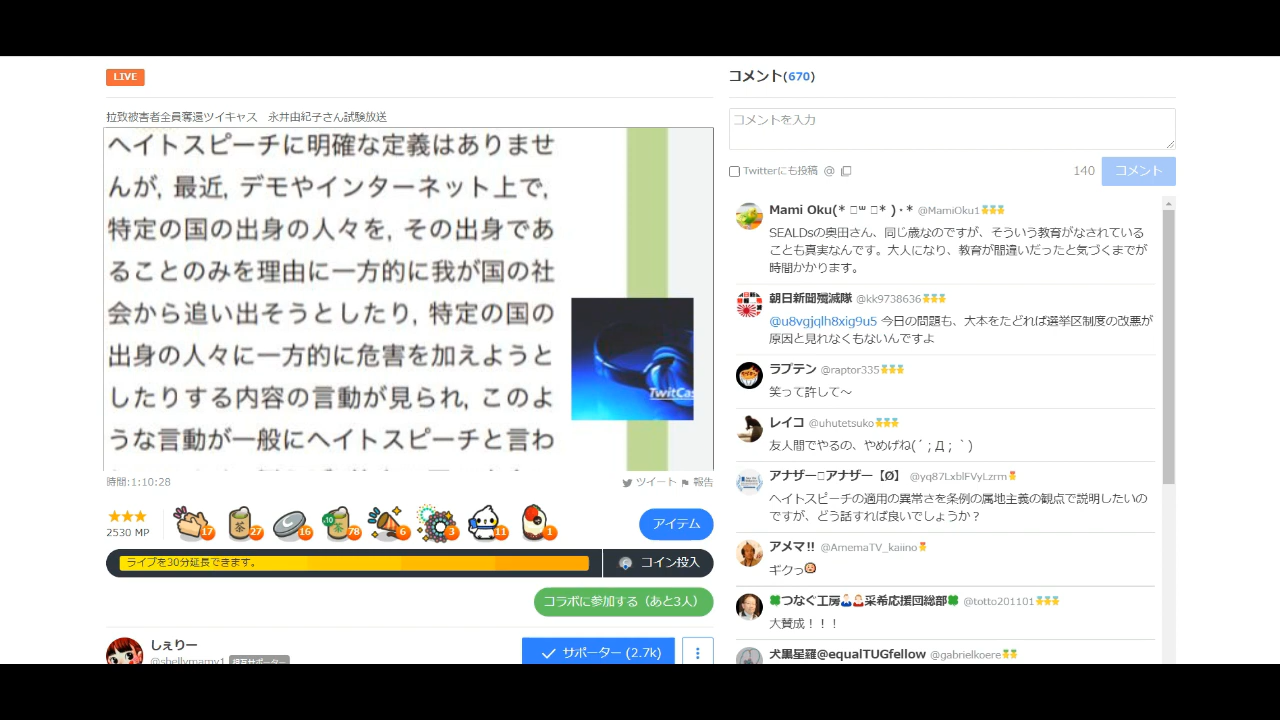 LIVE
拉致被害者全員奪還ツイキャス 永井由紀子さん試験放送
ヘイトスピーチに明確な定義はありませ
んが, 最近, デモやインターネット上で,
特定の国の出身の人々を, その出身であ
ることのみを理由に一方的に我が国の社
会から追い出そうとしたり, 特定の国の
出身の人々に一方的に危害を加えようと
したりする内容の言動が見られ, このよ
うな言動が一般にヘイトスピーチと言わ
TwitCas
時間:1:10:28
ツイート 報告
2530 MP
17 茶 27 16 +10 茶 78 6 3 11 1
アイテム
ライブを30分延長できます。
コイン投入
コラボに参加する（あと3人）
しぇりー
@shellymamy1 相互サポーター
サポーター (2.7k)
コメント(670)
コメントを入力
Twitterにも投稿 @
140
コメント
Mami Oku(* □ʷ □* )・* @MamiOku1
SEALDsの奥田さん、同じ歳なのですが、そういう教育がなされている
ことも真実なんです。大人になり、教育が間違いだったと気づくまでが
時間かかります。
朝日新聞殲滅隊 @kk9738636
@u8vgjqlh8xig9u5 今日の問題も、大本をたどれば選挙区制度の改悪が
原因と見れなくもないんですよ
ラプテン @raptor335
笑って許して〜
レイコ @uhutetsuko
友人間でやるの、やめげね(´；Д；｀)
アナザー□アナザー【Ø】 @yq87LxblFVyLzrm
ヘイトスピーチの適用の異常さを条例の属地主義の観点で説明したいの
ですが、どう話すれば良いでしょうか？
アメマ!! @AmemaTV_kaiino
ギクっ
つなぐ工房采希応援団総部 @totto201101
大賛成！！！
犬黒星羅@equalTUGfellow @gabrielkoere